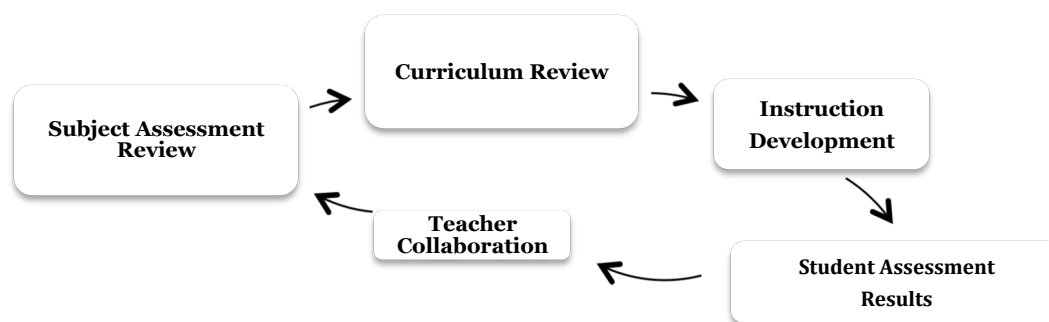 Curriculum Review
Subject Assessment
Review
Instruction
Development
Teacher
Collaboration
Student Assessment
Results